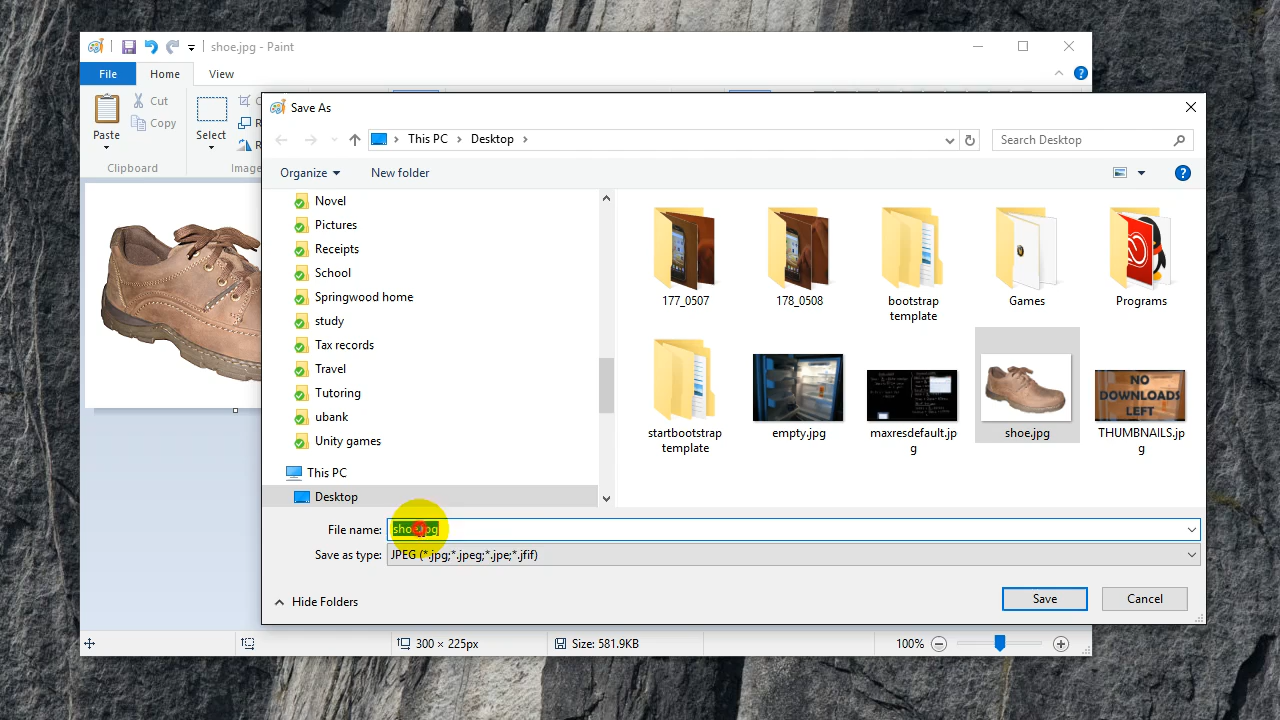 shoe.jpg - Paint
File
Home
View
Paste
Cut
Copy
Select
Clipboard
Save As
This PC
Desktop
Search Desktop
Organize
New folder
Novel
Pictures
Receipts
School
Springwood home
study
Tax records
Travel
Tutoring
ubank
Unity games
This PC
Desktop
177_0507
178_0508
bootstrap
template
Games
Programs
startbootstrap
template
empty.jpg
maxresdefault.jp
g
shoe.jpg
NO
DOWNLOADS
LEFT
THUMBNAILS.jp
g
File name:
shoe.jpg
Save as type:
JPEG (*.jpg;*.jpeg;*.jpe;*.jfif)
Hide Folders
Save
Cancel
300 × 225px
Size: 581.9KB
100%